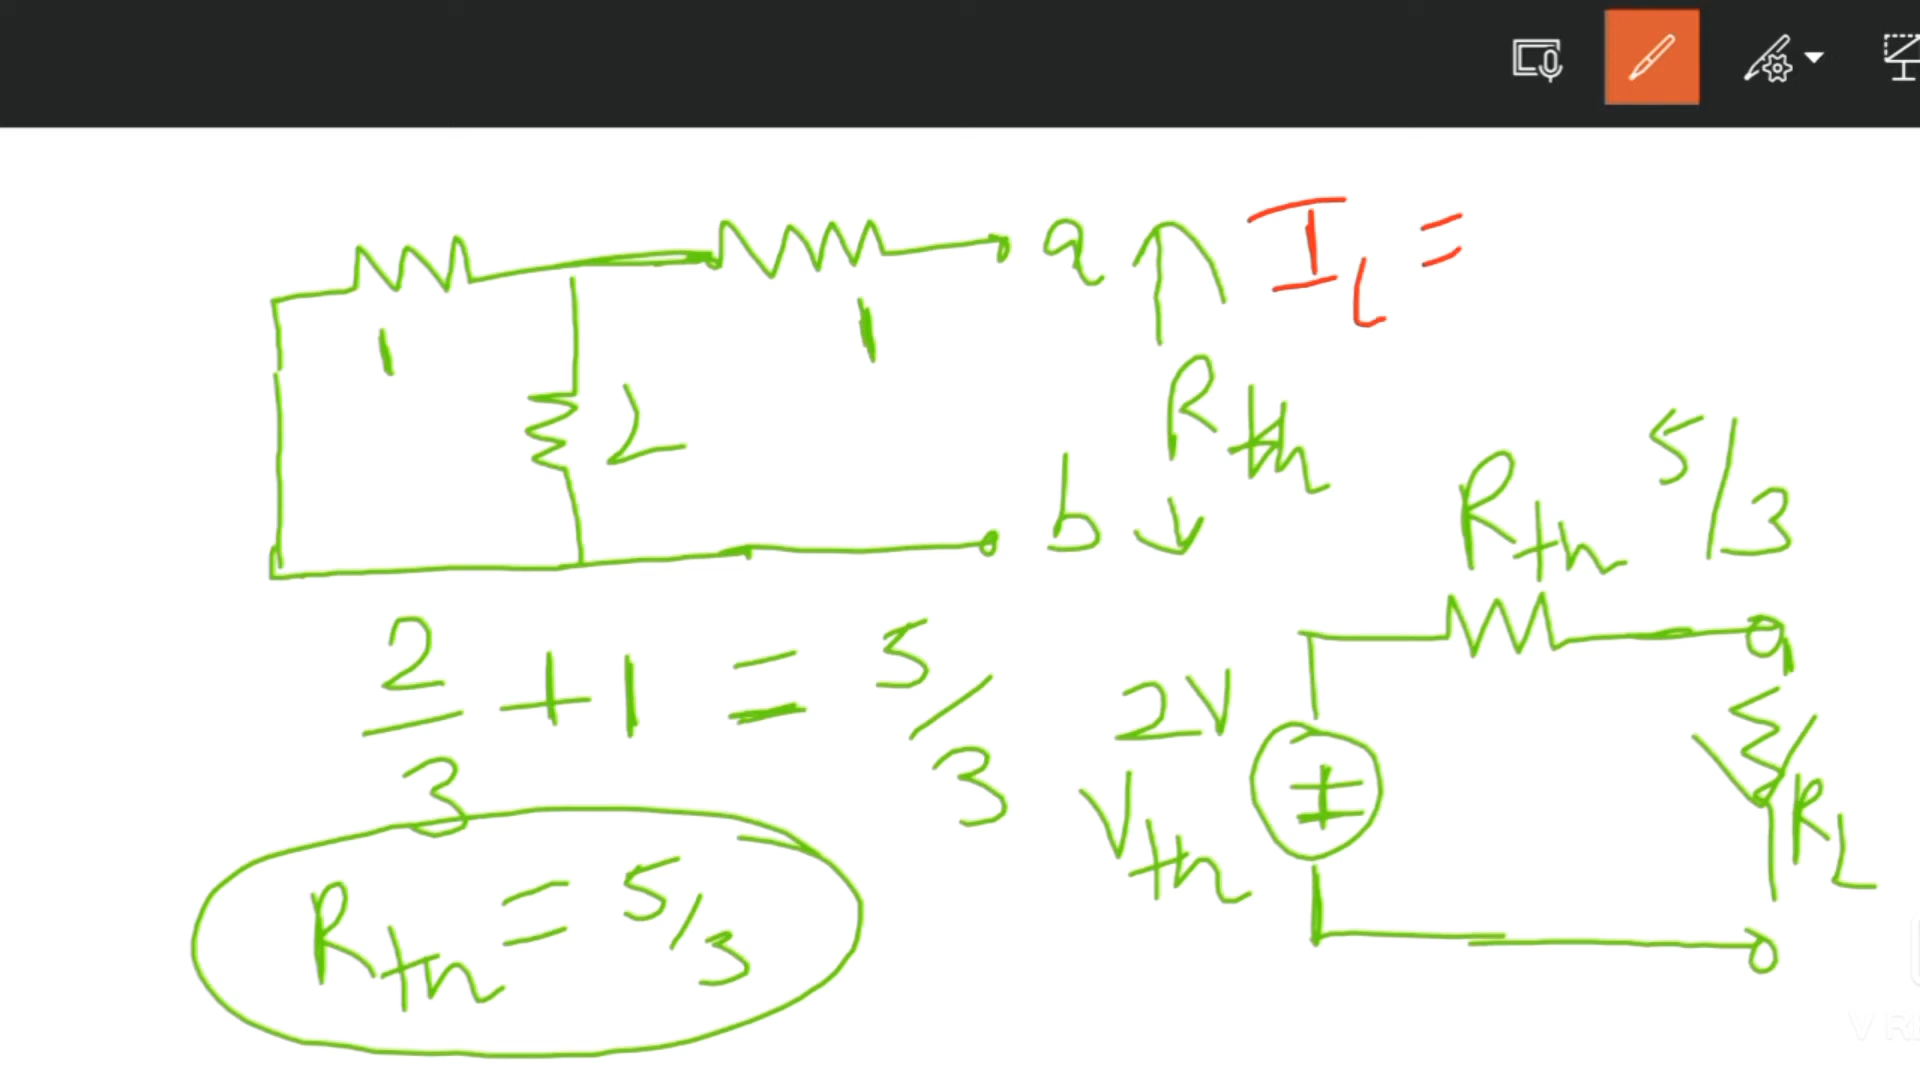 a
I_L =
1
1
2
R_th
b
R_th 5/3
2/3 + 1 = 5/3
2V
V_th
R_L
R_th = 5/3